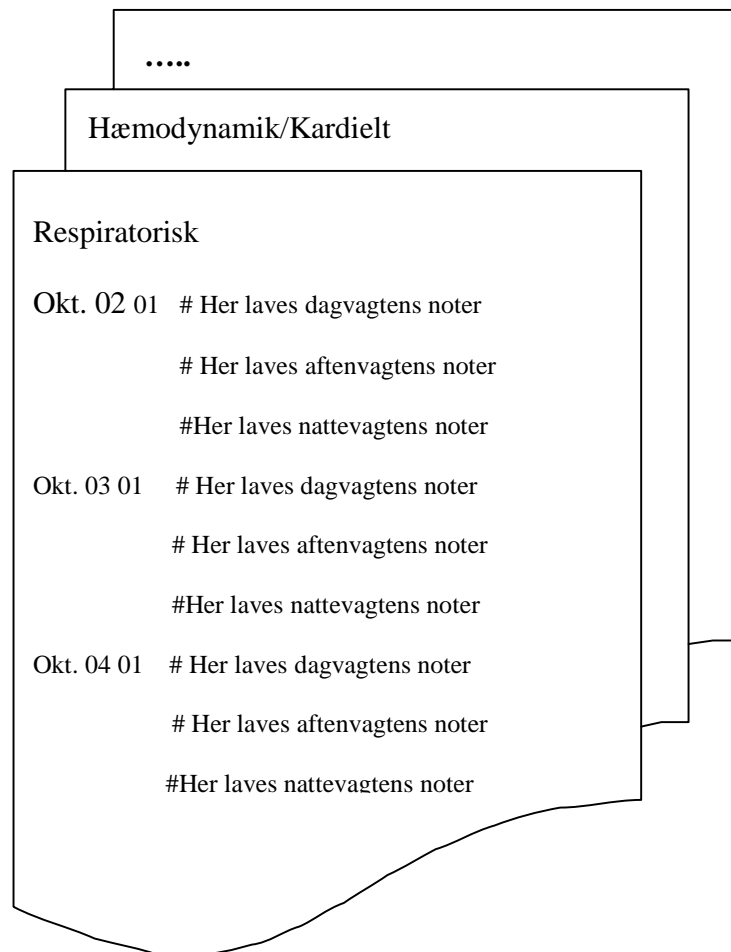 .....
Hæmodynamik/Kardielt
Respiratorisk
Okt. 02 01 # Her laves dagvagtens noter
# Her laves aftenvagtens noter
#Her laves nattevagtens noter
Okt. 03 01 # Her laves dagvagtens noter
# Her laves aftenvagtens noter
#Her laves nattevagtens noter
Okt. 04 01 # Her laves dagvagtens noter
# Her laves aftenvagtens noter
#Her laves nattevagtens noter